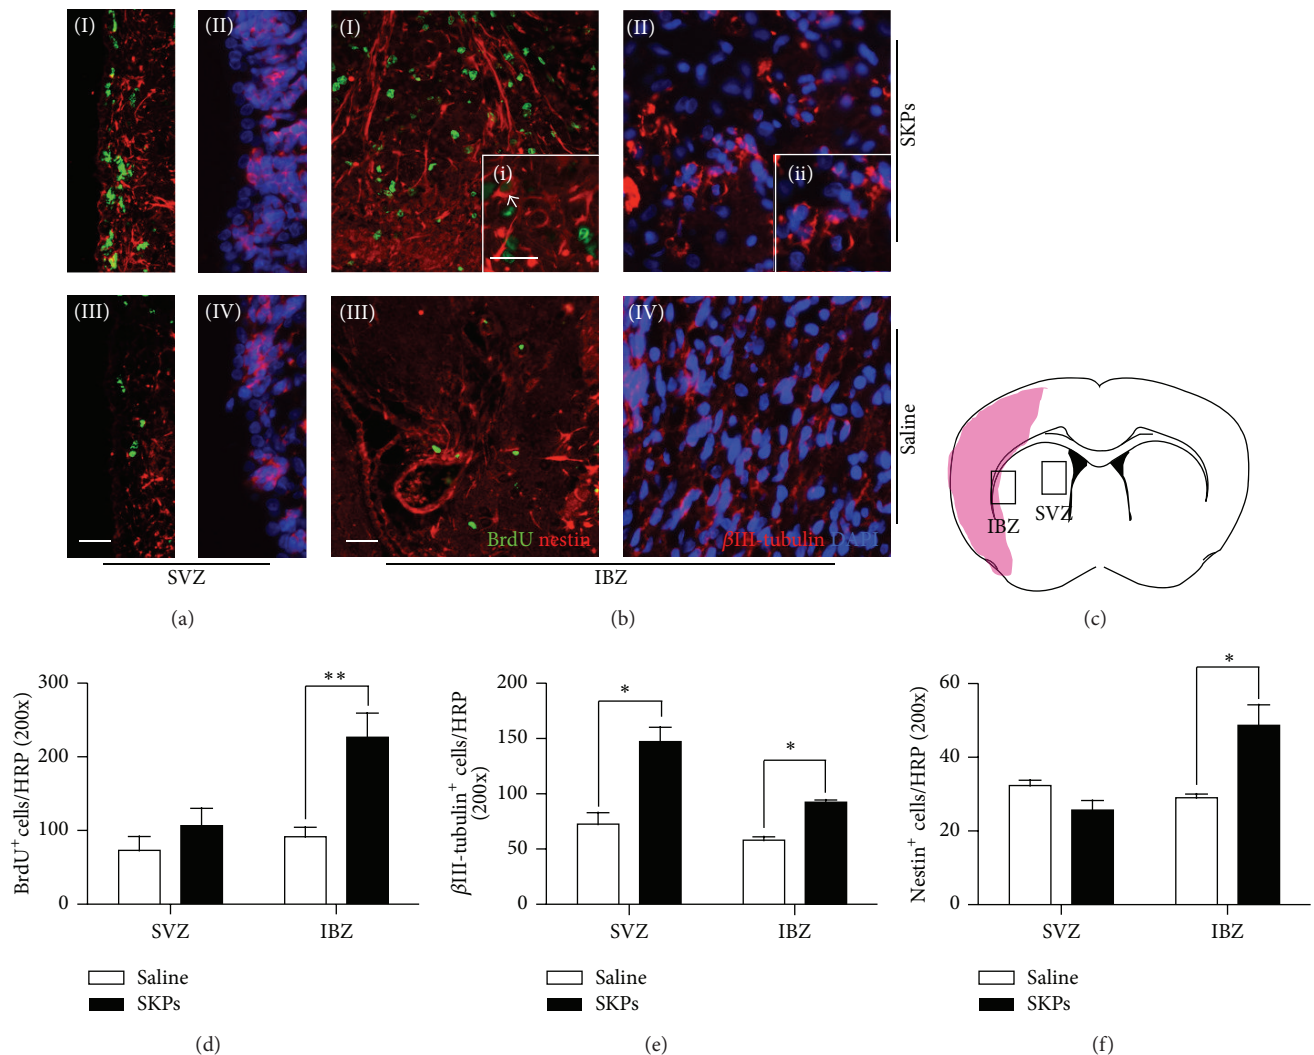 (I)
(II)
(I)
(i)
(II)
(ii)
SKPs
(III)
(IV)
(III)
BrdU nestin
(IV)
βIII-tubulin DAPI
Saline
SVZ
IBZ
IBZ
SVZ
(a)
(b)
(c)
BrdU+ cells/HRP (200x)
300
200
100
0
**
SVZ
IBZ
Saline
SKPs
(d)
βIII-tubulin+ cells/HRP
(200x)
200
150
100
50
0
*
*
SVZ
IBZ
Saline
SKPs
(e)
Nestin+ cells/HRP (200x)
60
40
20
0
*
SVZ
IBZ
Saline
SKPs
(f)